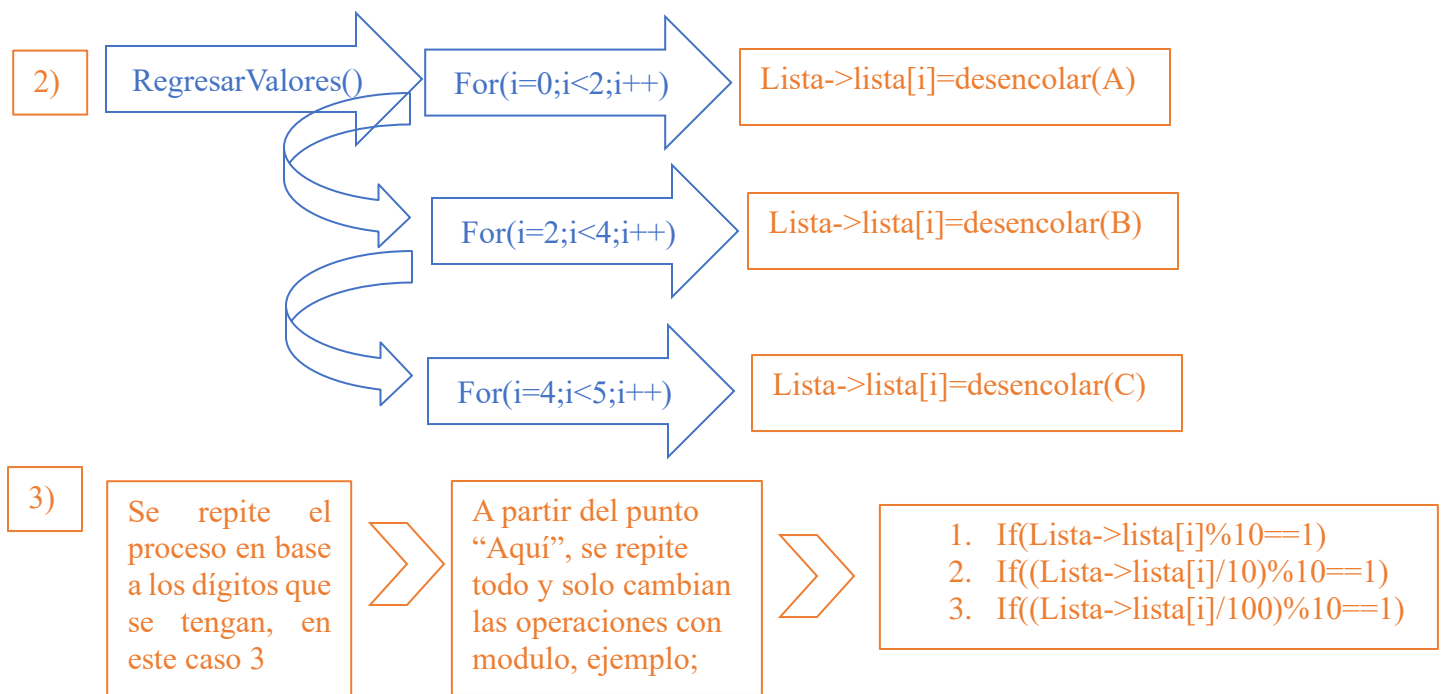 2)
RegresarValores()
For(i=0;i<2;i++)
Lista->lista[i]=desencolar(A)
For(i=2;i<4;i++)
Lista->lista[i]=desencolar(B)
For(i=4;i<5;i++)
Lista->lista[i]=desencolar(C)
3)
Se repite el
proceso en base
a los dígitos que
se tengan, en
este caso 3
A partir del punto
“Aquí”, se repite
todo y solo cambian
las operaciones con
modulo, ejemplo;
1. If(Lista->lista[i]%10==1)
2. If((Lista->lista[i]/10)%10==1)
3. If((Lista->lista[i]/100)%10==1)